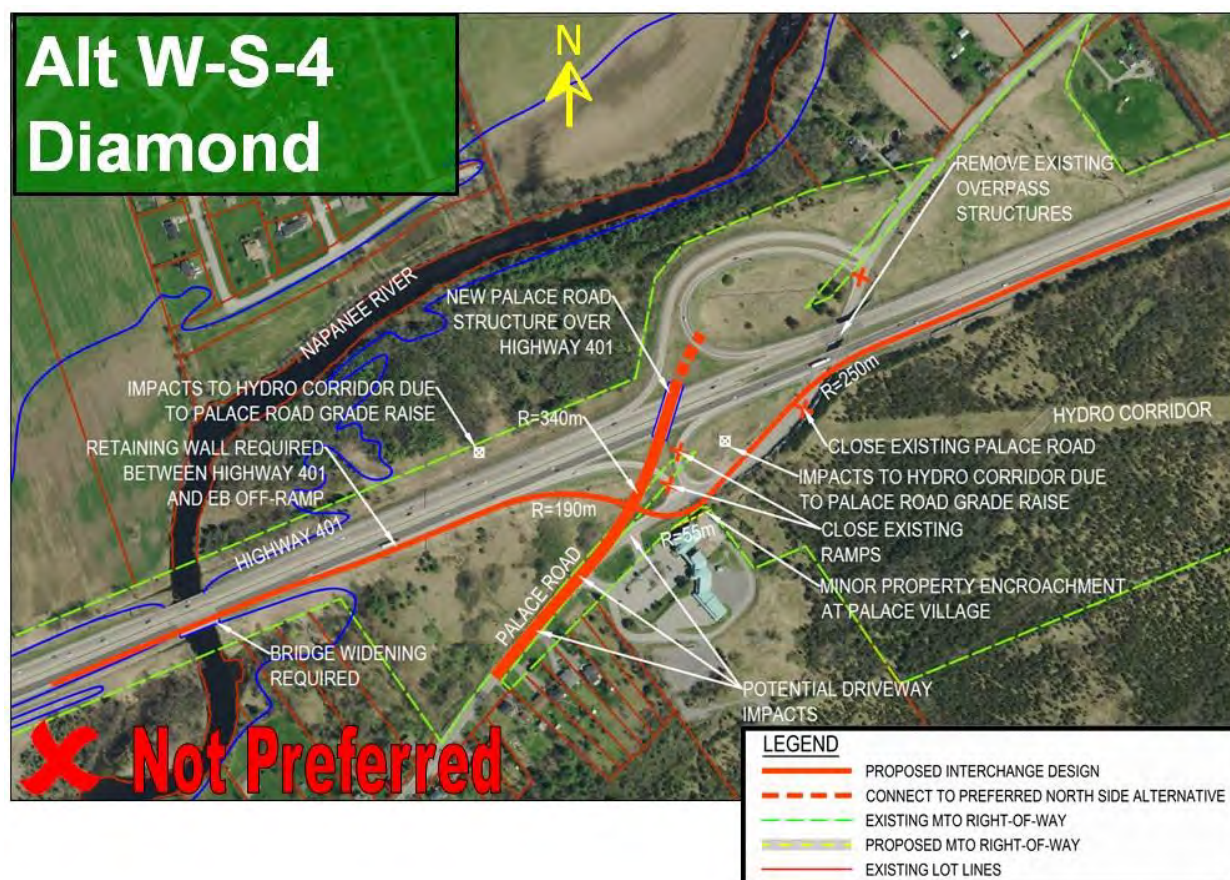 Alt W-S-4
Diamond
N
REMOVE EXISTING
OVERPASS
STRUCTURES
NEW PALACE ROAD
STRUCTURE OVER
HIGHWAY 401
NAPANEE RIVER
IMPACTS TO HYDRO CORRIDOR DUE
TO PALACE ROAD GRADE RAISE
R=340m
R=250m
HYDRO CORRIDOR
RETAINING WALL REQUIRED
BETWEEN HIGHWAY 401
AND EB OFF-RAMP
CLOSE EXISTING PALACE ROAD
IMPACTS TO HYDRO CORRIDOR DUE
TO PALACE ROAD GRADE RAISE
HIGHWAY 401
R=190m
R=55m
CLOSE EXISTING
RAMPS
MINOR PROPERTY ENCROACHMENT
AT PALACE VILLAGE
PALACE ROAD
BRIDGE WIDENING
REQUIRED
POTENTIAL DRIVEWAY
IMPACTS
Not Preferred
LEGEND
PROPOSED INTERCHANGE DESIGN
CONNECT TO PREFERRED NORTH SIDE ALTERNATIVE
EXISTING MTO RIGHT-OF-WAY
PROPOSED MTO RIGHT-OF-WAY
EXISTING LOT LINES